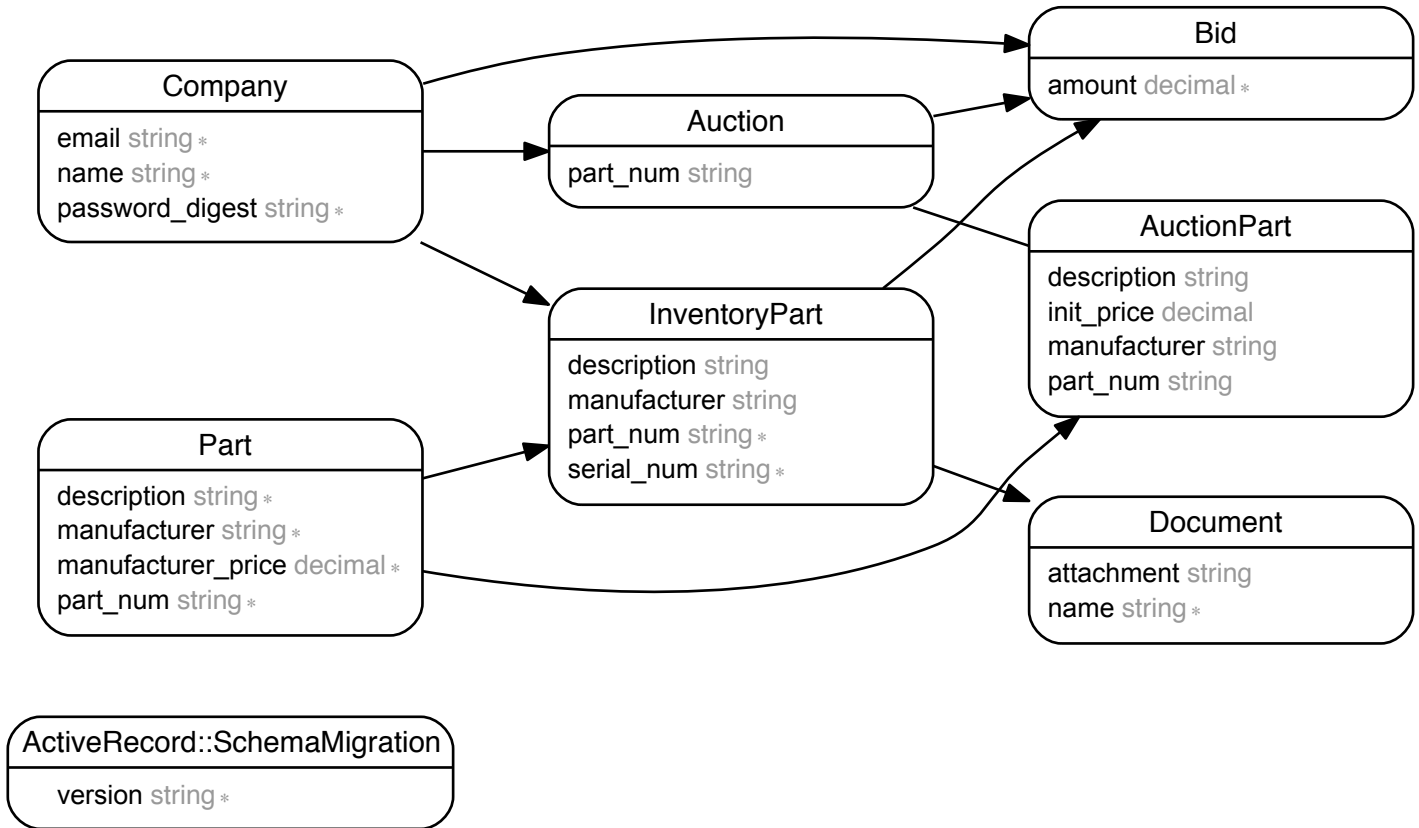 Company
email string *
name string *
password_digest string *
Auction
part_num string
Bid
amount decimal *
AuctionPart
description string
init_price decimal
manufacturer string
part_num string
InventoryPart
description string
manufacturer string
part_num string *
serial_num string *
Part
description string *
manufacturer string *
manufacturer_price decimal *
part_num string *
Document
attachment string
name string *
ActiveRecord::SchemaMigration
version string *